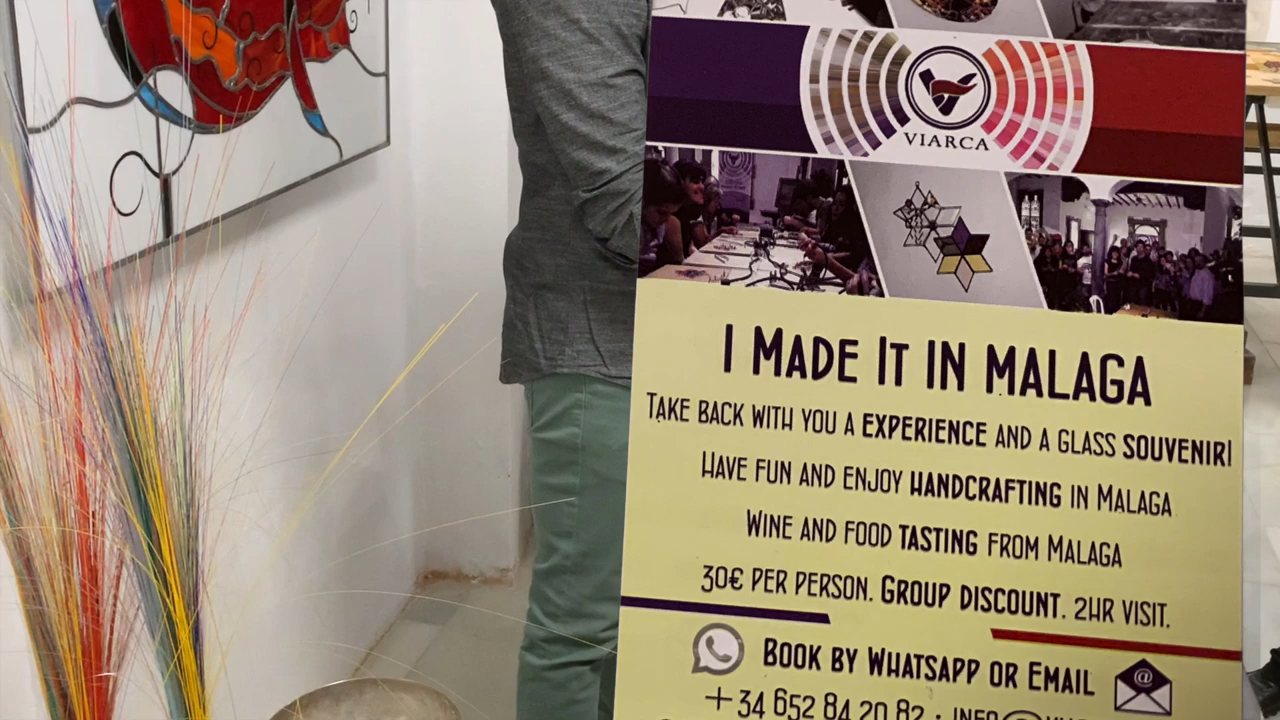 VIARCA
I MADE IT IN MALAGA
TAKE BACK WITH YOU A EXPERIENCE AND A GLASS SOUVENIR!
HAVE FUN AND ENJOY HANDCRAFTING IN MALAGA
WINE AND FOOD TASTING FROM MALAGA
30€ PER PERSON. GROUP DISCOUNT. 2HR VISIT.
BOOK BY WHATSAPP OR EMAIL
@
+34 652 84 20 82 · INFO@